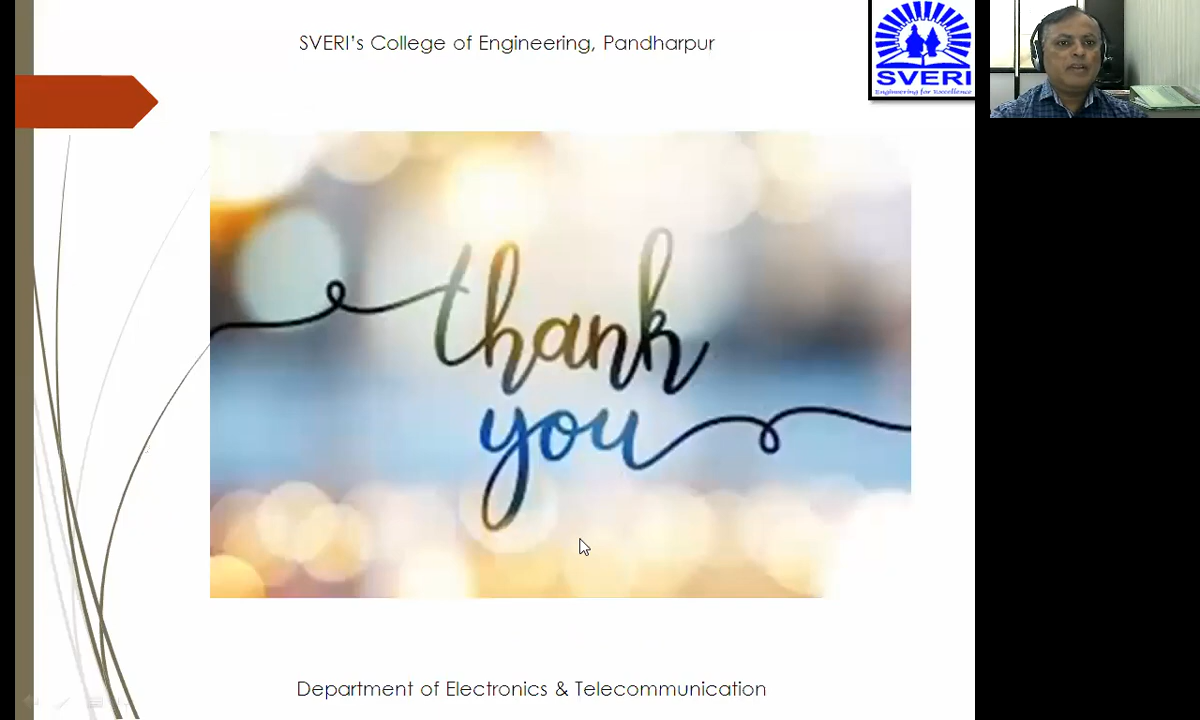 SVERI's College of Engineering, Pandharpur
SVERI
Engineering for Excellence
thank
you
Department of Electronics & Telecommunication